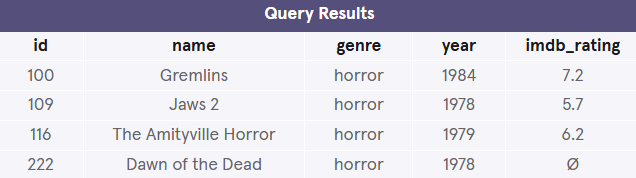 Query Results
id name genre year imdb_rating
100 Gremlins horror 1984 7.2
109 Jaws 2 horror 1978 5.7
116 The Amityville Horror horror 1979 6.2
222 Dawn of the Dead horror 1978 Ø